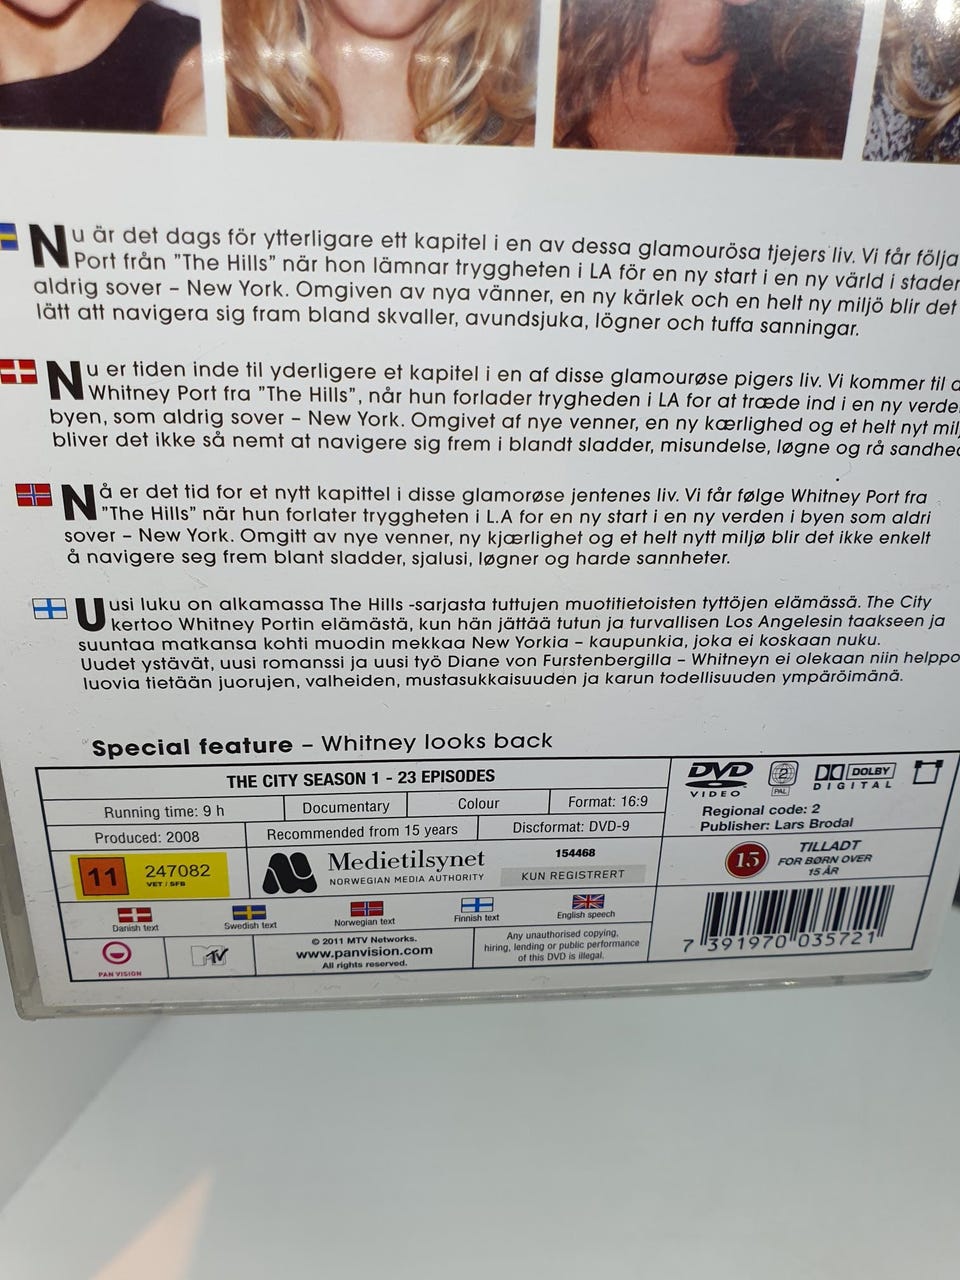 Nu är det dags för ytterligare ett kapitel i en av dessa glamourösa tjejers liv. Vi får följa
Port från "The Hills" när hon lämnar tryggheten i LA för en ny start i en ny värld i
aldrig sover – New York. Omgiven av nya vänner, en ny kärlek och en helt ny miljö blir det
lätt att navigera sig fram bland skvaller, avundsjuka, lögner och tuffa sanningar.
Nu er tiden inde til yderligere et kapitel i en af disse glamourøse pigers liv. Vi kommer til
Whitney Port fra "The Hills", når hun forlader trygheden i LA for at træde ind i en ny
byen, som aldrig sover – New York. Omgivet af nye venner, en ny kærlighed og et helt nyt
bliver det ikke så nemt at navigere sig frem i blandt sladder, misundelse, løgne og rå
Nå er det tid for et nytt kapittel i disse glamorøse jentenes liv. Vi får følge Whitney Port fra
"The Hills" når hun forlater tryggheten i L.A for en ny start i en ny verden i byen som aldri
sover – New York. Omgitt av nye venner, ny kjærlighet og et helt nytt miljø blir det ikke enkelt
å navigere seg frem blant sladder, sjalusi, løgner og harde sannheter.
Uusi luku on alkamassa The Hills -sarjasta tuttujen muotitietoisten tyttöjen elämässä. The City
kertoo Whitney Portin elämästä, kun hän jättää tutun ja turvallisen Los Angelesin taakseen ja
suuntaa matkansa kohti muodin mekkaa New Yorkia – kaupunkia, joka ei koskaan nuku.
Uudet ystävät, uusi romanssi ja uusi työ Diane von Furstenbergilla – Whitneyn ei olekaan niin helppo
luovia tietään juorujen, valheiden, mustasukkaisuuden ja karun todellisuuden ympäröimänä.
Special feature – Whitney looks back
THE CITY SEASON 1 - 23 EPISODES
Running time: 9 h
Documentary
Colour
Format: 16:9
Produced: 2008
Recommended from 15 years
Discformat: DVD-9
11
247082
VET / SFB
Medietilsynet
NORWEGIAN MEDIA AUTHORITY
154468
KUN REGISTRERT
Danish text
Swedish text
Norwegian text
Finnish text
English speech
PAN VISION
MTV
© 2011 MTV Networks.
www.panvision.com
All rights reserved.
Any unauthorised copying,
hiring, lending or public performance
of this DVD is illegal.
DVD
VIDEO
2
PAL
DOLBY
DIGITAL
Regional code: 2
Publisher: Lars Brodal
15
TILLADT
FOR BØRN OVER
15 ÅR
7 391970 035721